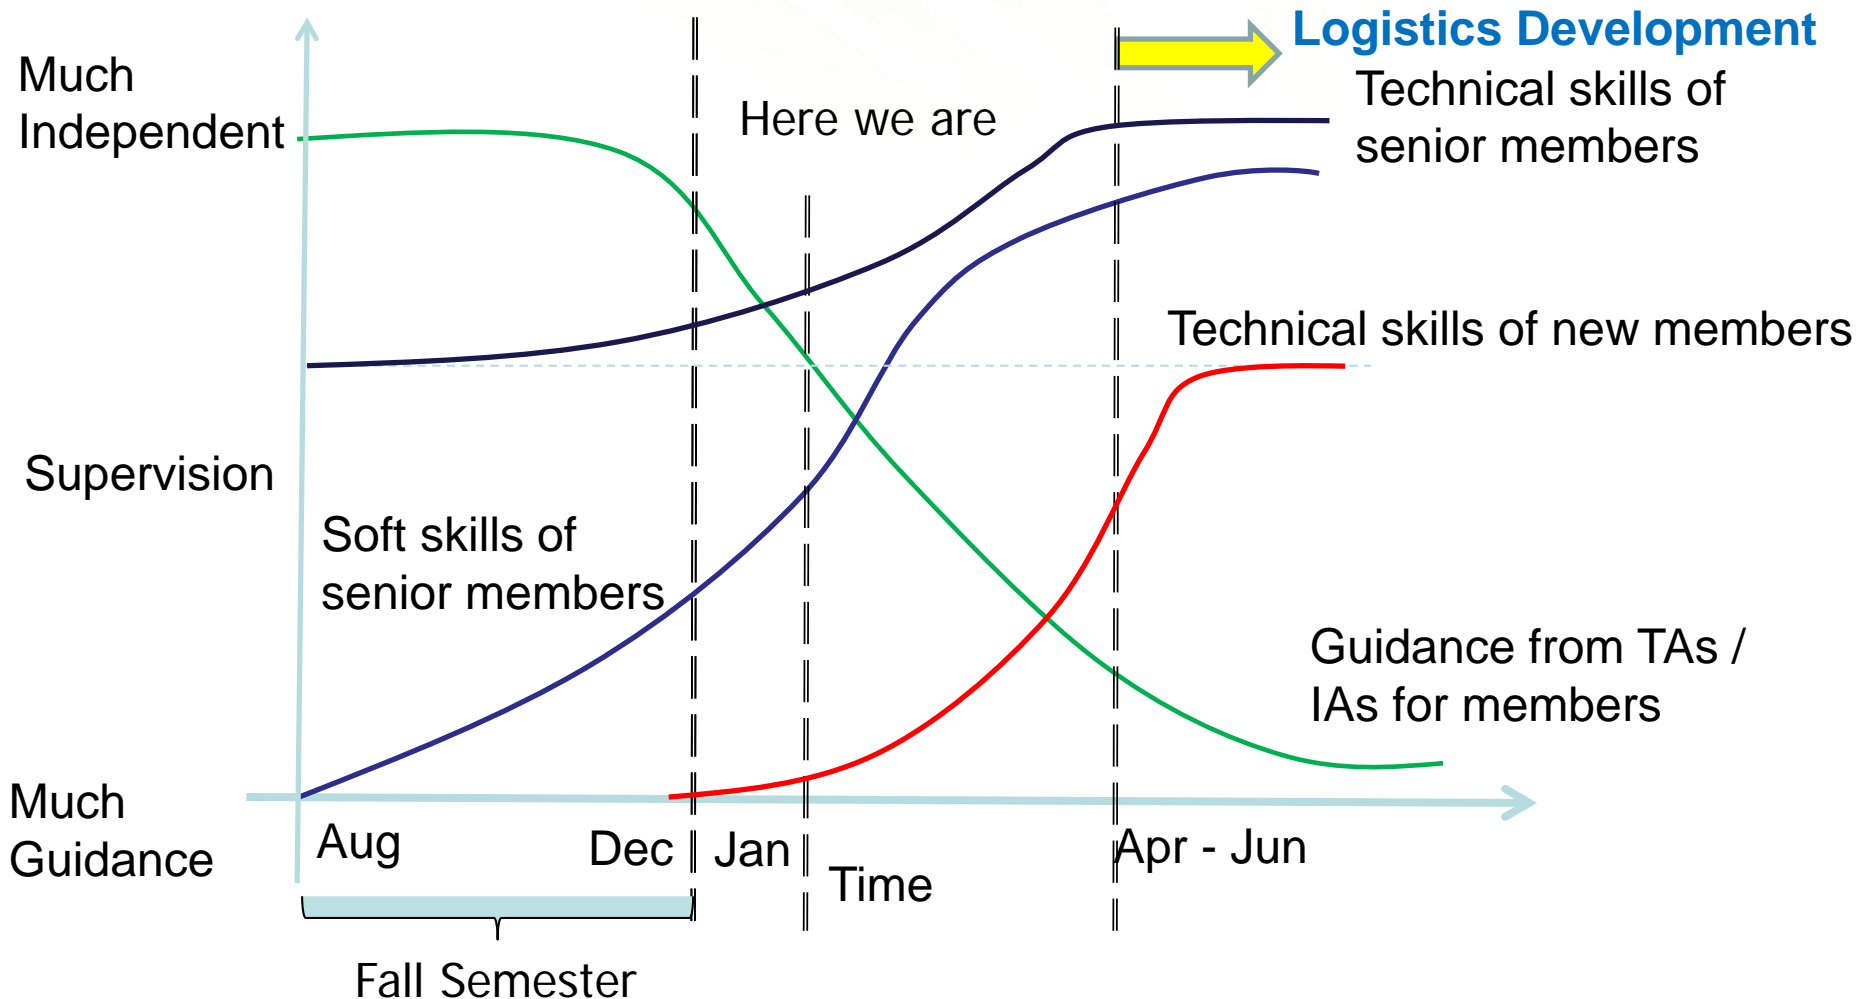 Logistics Development
Much
Independent
Here we are
Technical skills of
senior members
Technical skills of new members
Supervision
Soft skills of
senior members
Guidance from TAs /
IAs for members
Much
Guidance
Aug
Dec
Jan
Apr - Jun
Time
Fall Semester